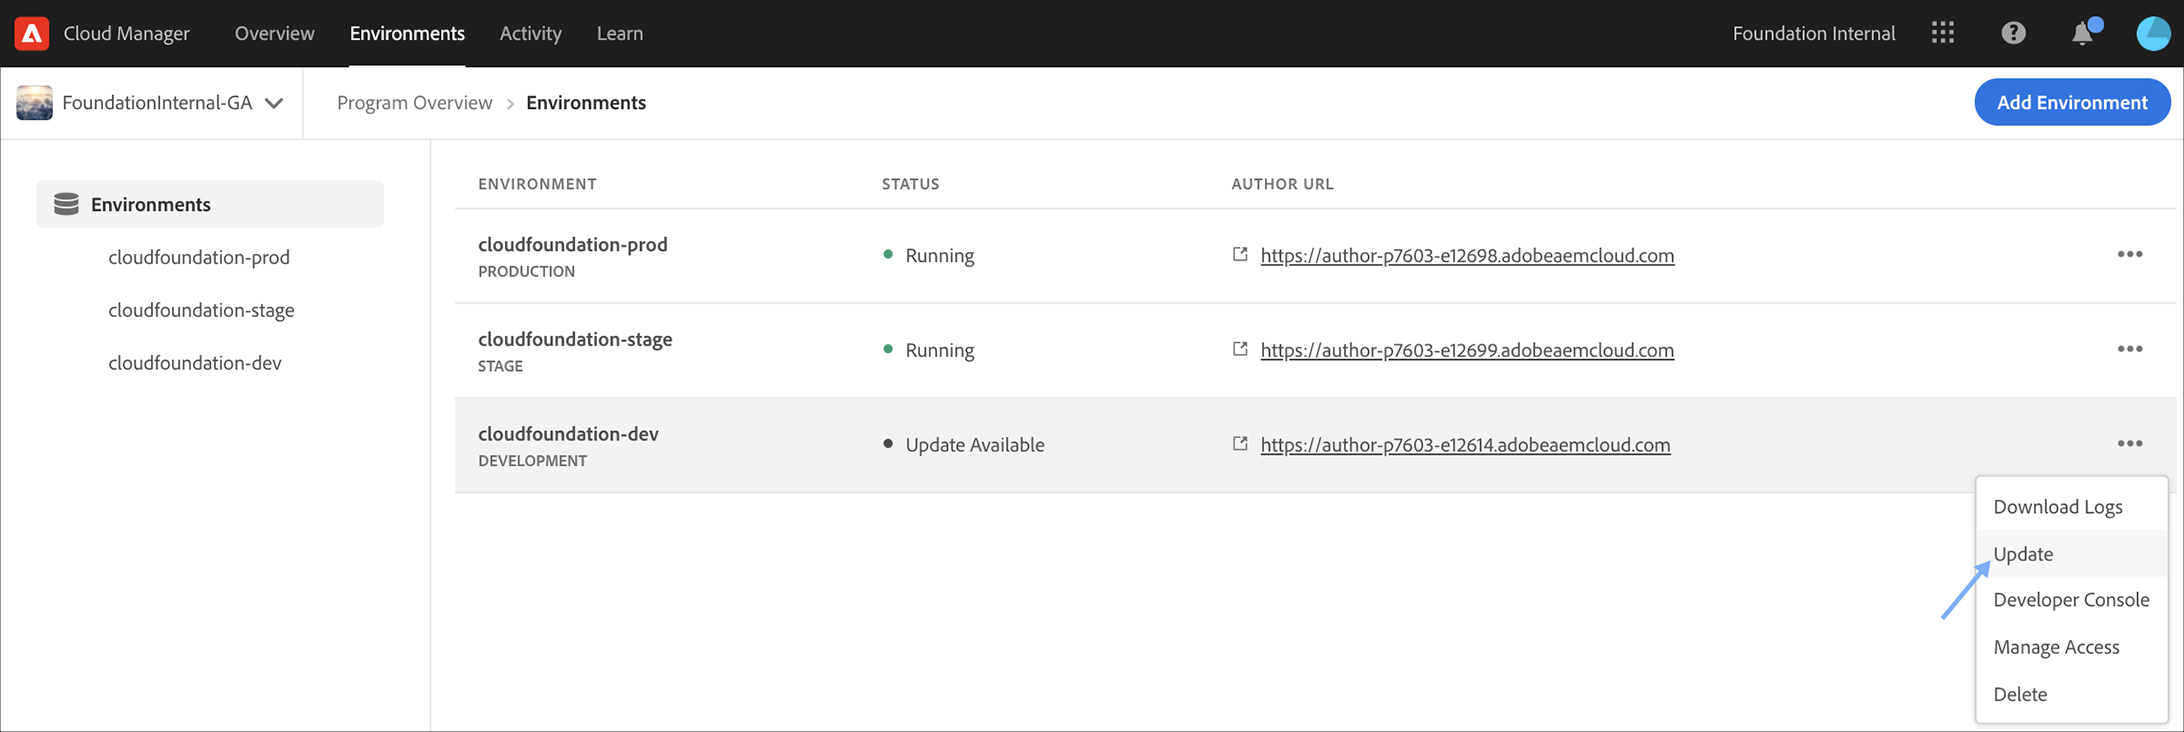 Cloud Manager Overview Environments Activity Learn Foundation Internal
FoundationInternal-GA Program Overview > Environments Add Environment
Environments
cloudfoundation-prod
cloudfoundation-stage
cloudfoundation-dev
ENVIRONMENT STATUS AUTHOR URL
cloudfoundation-prod
PRODUCTION
Running
https://author-p7603-e12698.adobeaemcloud.com
cloudfoundation-stage
STAGE
Running
https://author-p7603-e12699.adobeaemcloud.com
cloudfoundation-dev
DEVELOPMENT
Update Available
https://author-p7603-e12614.adobeaemcloud.com
Download Logs
Update
Developer Console
Manage Access
Delete